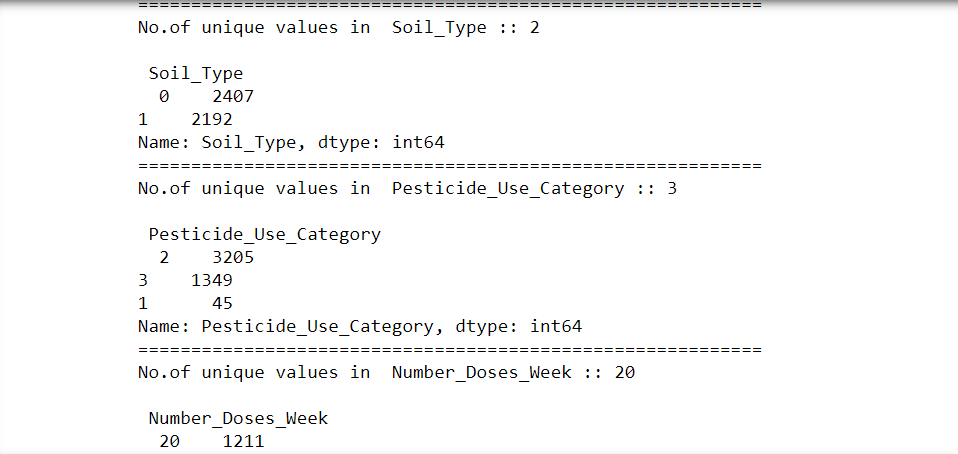 ===========================================================
No.of unique values in  Soil_Type :: 2

 Soil_Type
  0    2407
1    2192
Name: Soil_Type, dtype: int64
===========================================================
No.of unique values in  Pesticide_Use_Category :: 3

 Pesticide_Use_Category
  2    3205
3    1349
1      45
Name: Pesticide_Use_Category, dtype: int64
===========================================================
No.of unique values in  Number_Doses_Week :: 20

 Number_Doses_Week
  20    1211